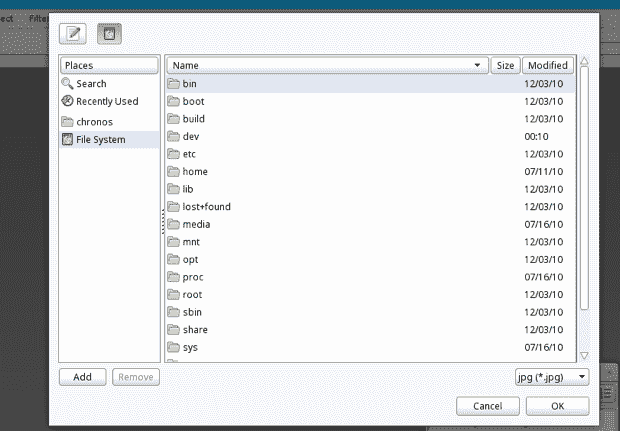 ect Filte
Places
Search
Recently Used
chronos
File System
Name Size Modified
bin 12/03/10
boot 12/03/10
build 12/03/10
dev 00:10
etc 12/03/10
home 07/11/10
lib 12/03/10
lost+found 12/03/10
media 07/16/10
mnt 12/03/10
opt 12/03/10
proc 07/16/10
root 12/03/10
sbin 12/03/10
share 12/03/10
sys 07/16/10
Add Remove
jpg (*.jpg)
Cancel OK